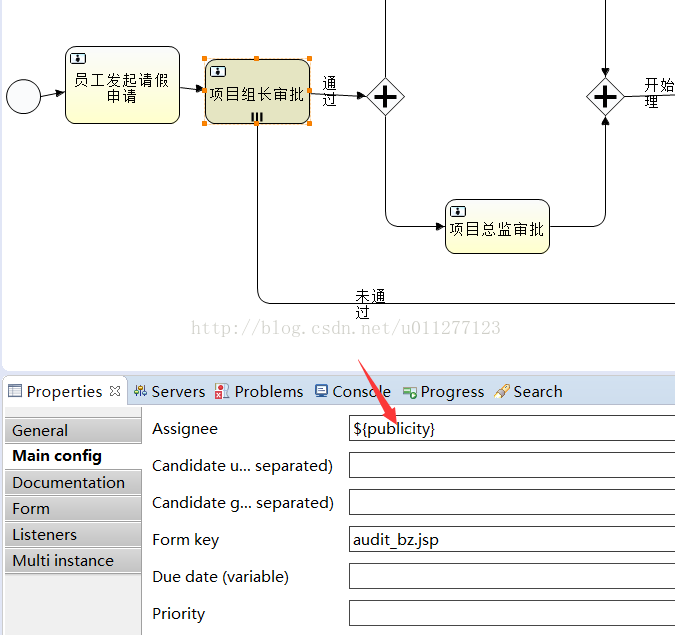 员工发起请假
申请
项目组长审批
通
过
开始
理
项目总监审批
未通
过
http://blog.csdn.net/u011277123
Properties
Servers
Problems
Console
Progress
Search
General
Main config
Documentation
Form
Listeners
Multi instance
Assignee
${publicity}
Candidate u... separated)
Candidate g... separated)
Form key
audit_bz.jsp
Due date (variable)
Priority